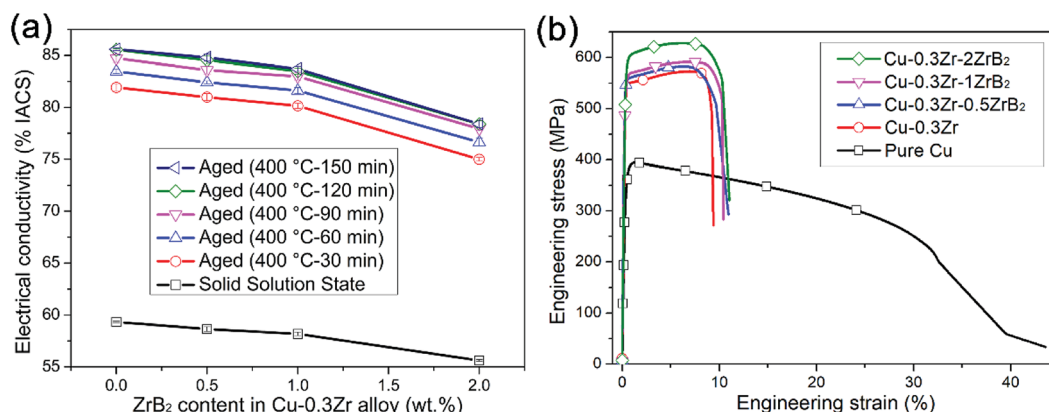 (a)
85
80
75
70
65
60
55
Electrical conductivity (% IACS)
Aged (400 °C-150 min)
Aged (400 °C-120 min)
Aged (400 °C-90 min)
Aged (400 °C-60 min)
Aged (400 °C-30 min)
Solid Solution State
0.0 0.5 1.0 1.5 2.0
ZrB₂ content in Cu-0.3Zr alloy (wt.%)
(b)
600
500
400
300
200
100
0
Engineering stress (MPa)
Cu-0.3Zr-2ZrB₂
Cu-0.3Zr-1ZrB₂
Cu-0.3Zr-0.5ZrB₂
Cu-0.3Zr
Pure Cu
0 10 20 30 40
Engineering strain (%)